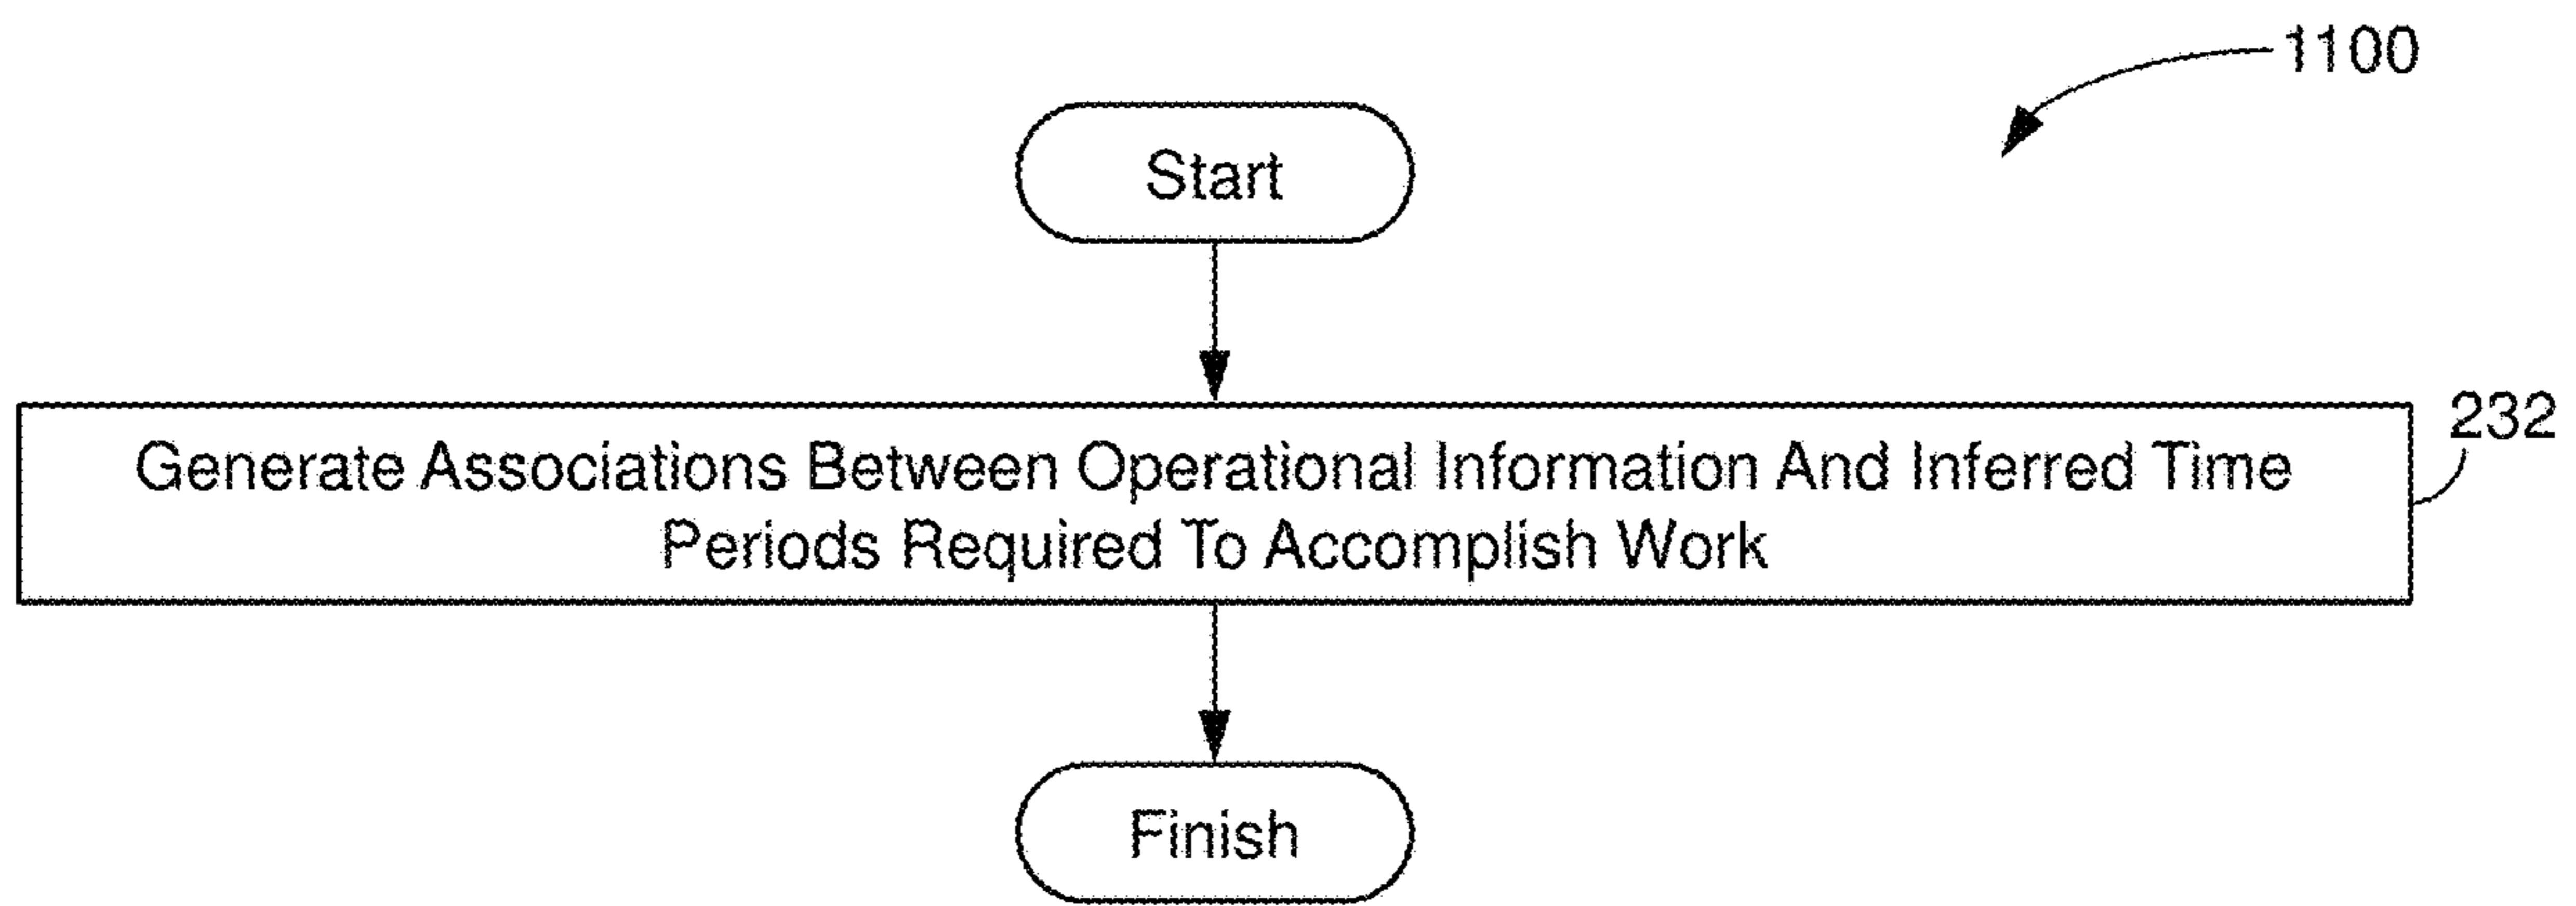 1100
Start
Generate Associations Between Operational Information And Inferred Time
Periods Required To Accomplish Work
232
Finish